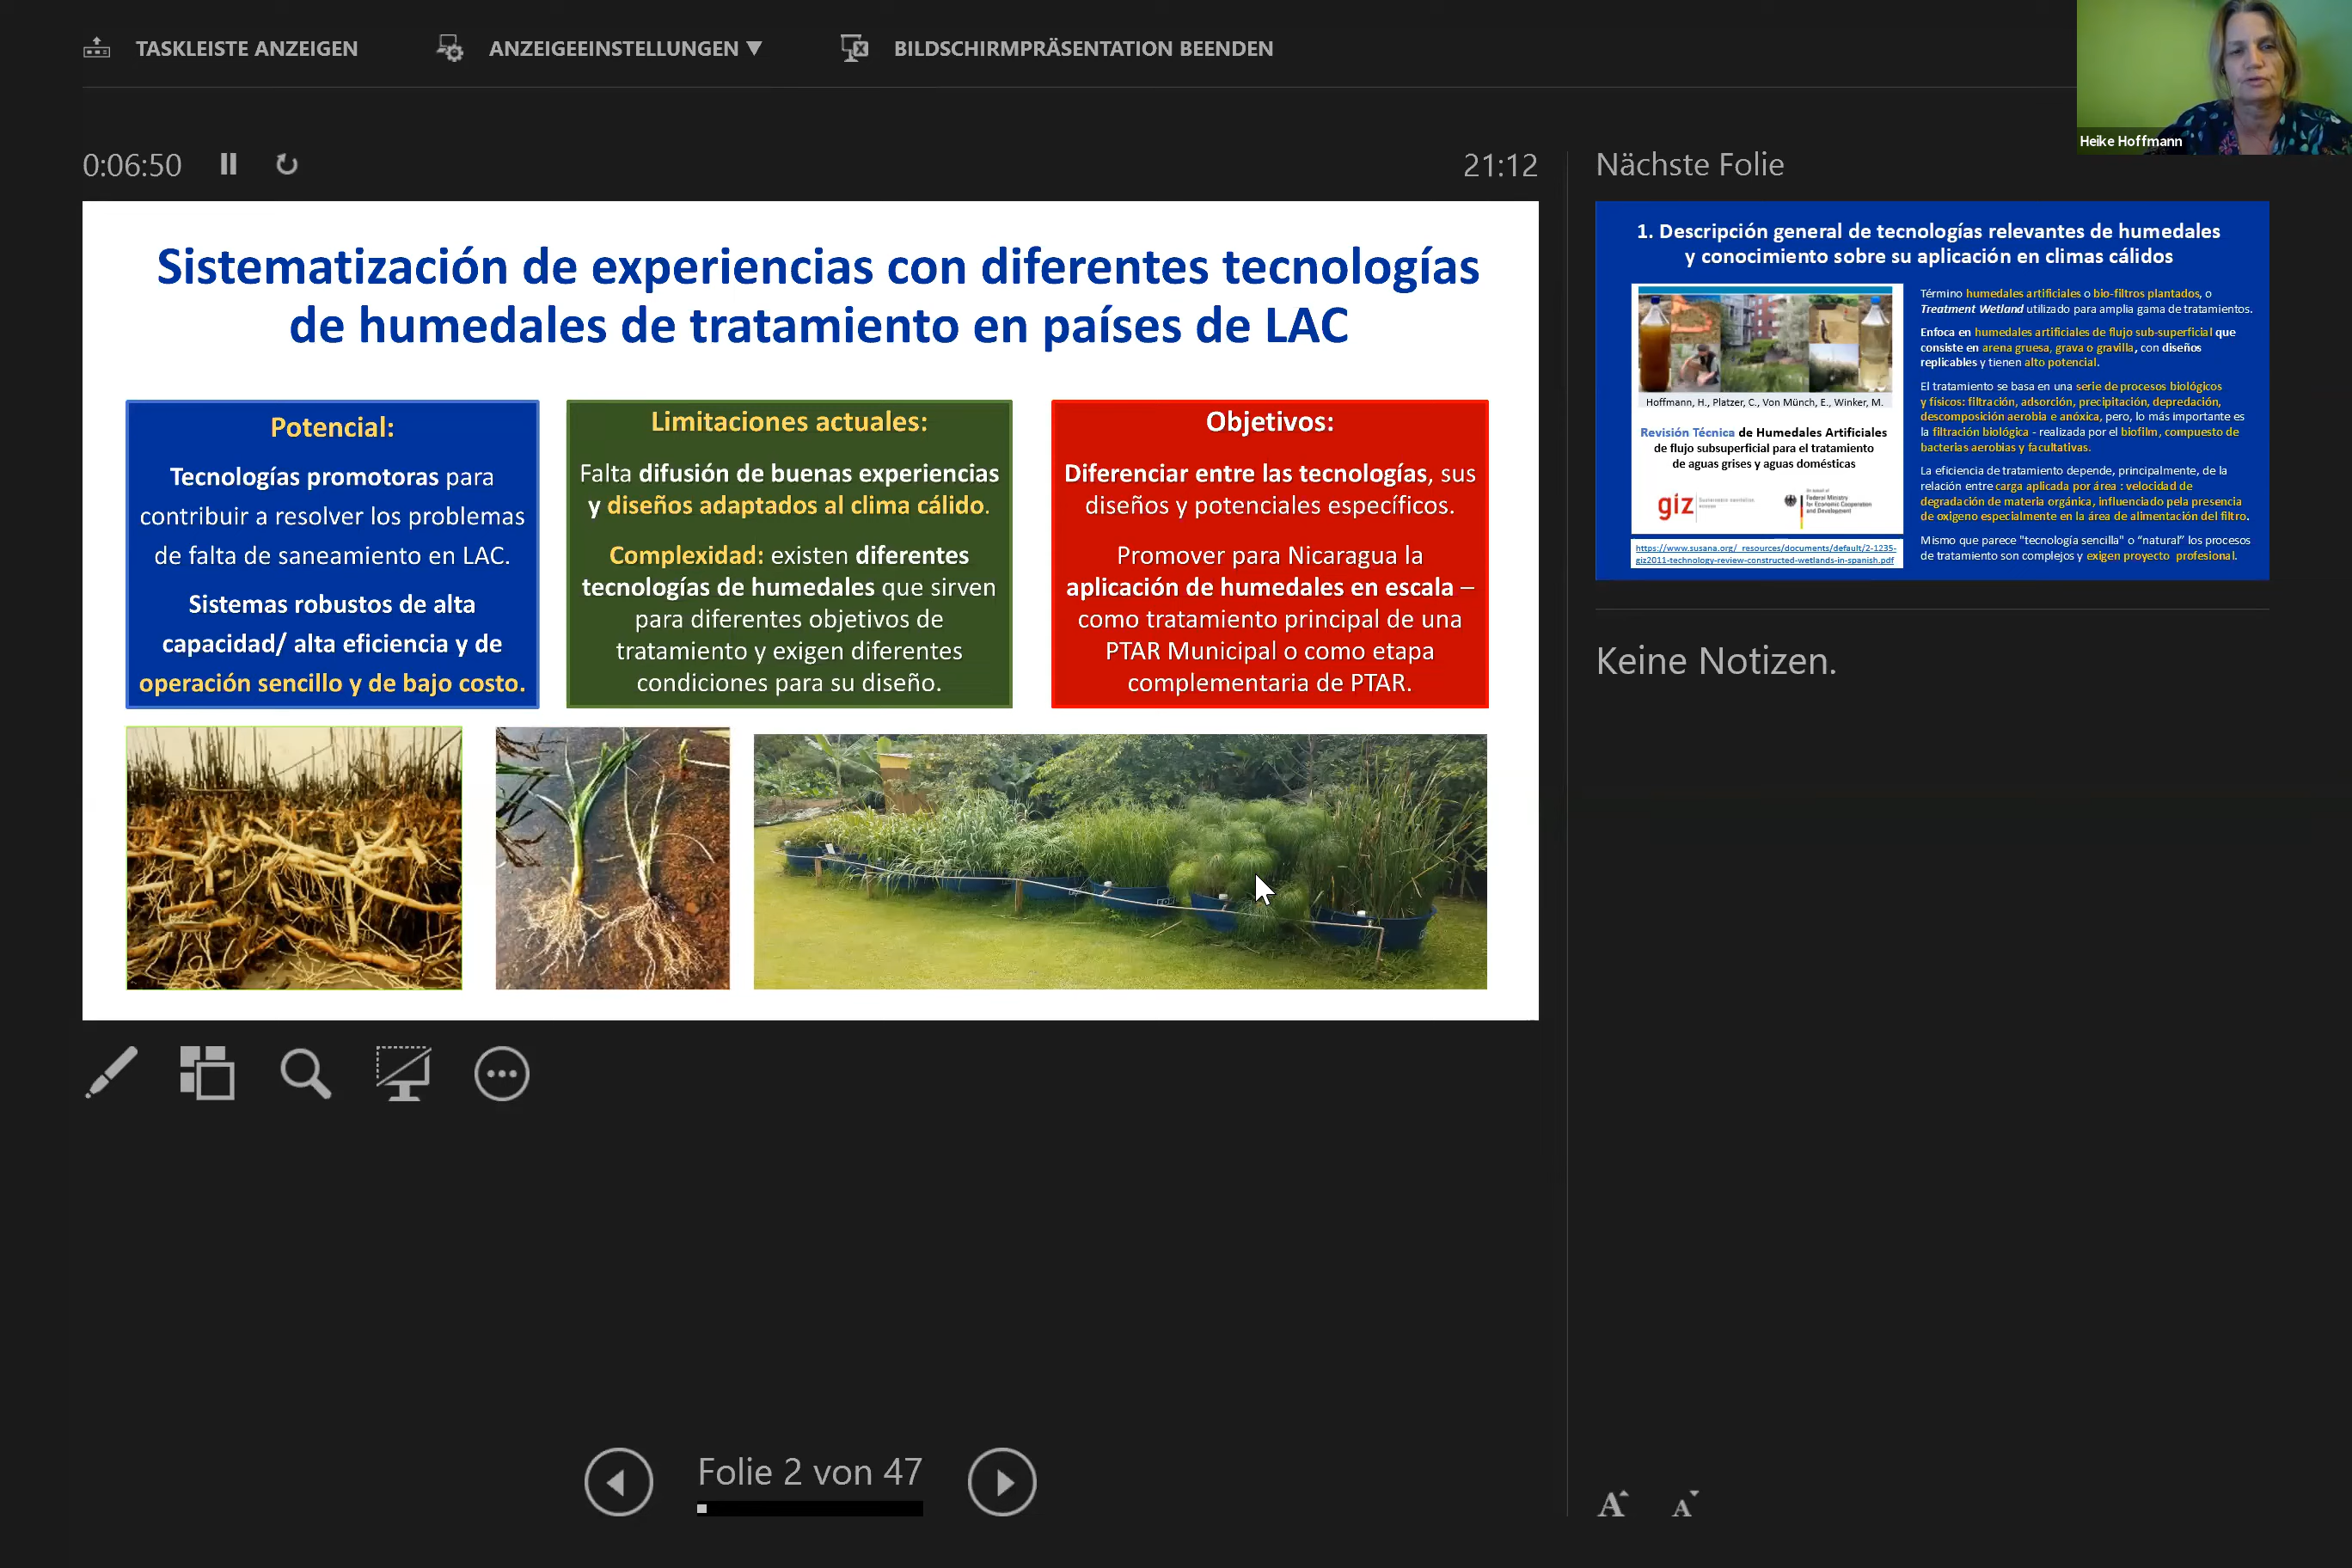 TASKLEISTE ANZEIGEN
ANZEIGEEINSTELLUNGEN ▼
BILDSCHIRMPRÄSENTATION BEENDEN
Heike Hoffmann
0:06:50
21:12
Nächste Folie
Sistematización de experiencias con diferentes tecnologías
de humedales de tratamiento en países de LAC
Potencial:
Tecnologías promotoras para
contribuir a resolver los problemas
de falta de saneamiento en LAC.
Sistemas robustos de alta
capacidad/ alta eficiencia y de
operación sencillo y de bajo costo.
Limitaciones actuales:
Falta difusión de buenas experiencias
y diseños adaptados al clima cálido.
Complexidad: existen diferentes
tecnologías de humedales que sirven
para diferentes objetivos de
tratamiento y exigen diferentes
condiciones para su diseño.
Objetivos:
Diferenciar entre las tecnologías, sus
diseños y potenciales específicos.
Promover para Nicaragua la
aplicación de humedales en escala –
como tratamiento principal de una
PTAR Municipal o como etapa
complementaria de PTAR.
1. Descripción general de tecnologías relevantes de humedales
y conocimiento sobre su aplicación en climas cálidos
Hoffmann, H., Platzer, C., Von Münch, E., Winker, M.
Revisión Técnica de Humedales Artificiales
de flujo subsuperficial para el tratamiento
de aguas grises y aguas domésticas
giz
Federal Ministry
for Economic Cooperation
and Development
https://www.susana.org/_resources/documents/default/2-1235-
giz2011-technology-review-constructed-wetlands-in-spanish.pdf
Término humedales artificiales o bio-filtros plantados, o
Treatment Wetland utilizado para amplia gama de tratamientos.
Enfoca en humedales artificiales de flujo sub-superficial que
consiste en arena gruesa, grava o gravilla, con diseños
replicables y tienen alto potencial.
El tratamiento se basa en una serie de procesos biológicos
y físicos: filtración, adsorción, precipitación, depredación,
descomposición aerobia e anóxica, pero, lo más importante es
la filtración biológica - realizada por el biofilm, compuesto de
bacterias aerobias y facultativas.
La eficiencia de tratamiento depende, principalmente, de la
relación entre carga aplicada por área : velocidad de
degradación de materia orgánica, influenciado pela presencia
de oxigeno especialmente en la área de alimentación del filtro.
Mismo que parece "tecnología sencilla" o “natural” los procesos
de tratamiento son complejos y exigen proyecto profesional.
Keine Notizen.
Folie 2 von 47
A
A